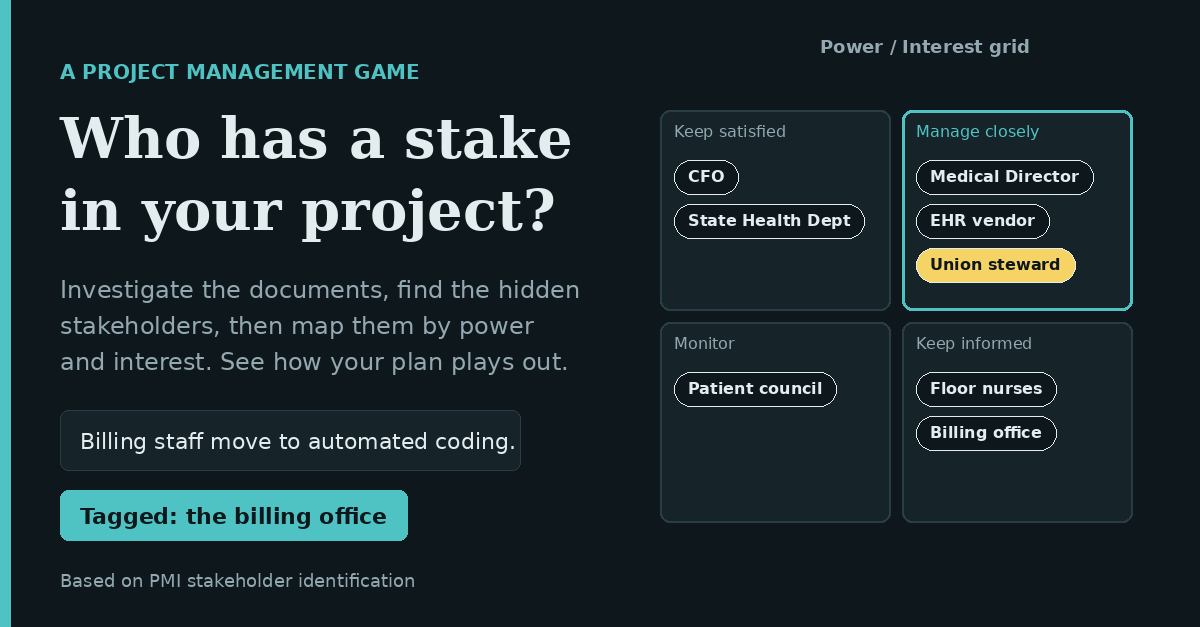 A PROJECT MANAGEMENT GAME
Who has a stake
in your project?
Investigate the documents, find the hidden
stakeholders, then map them by power
and interest. See how your plan plays out.
Billing staff move to automated coding.
Tagged: the billing office
Based on PMI stakeholder identification
Power / Interest grid
Keep satisfied
CFO
State Health Dept
Manage closely
Medical Director
EHR vendor
Union steward
Monitor
Patient council
Keep informed
Floor nurses
Billing office